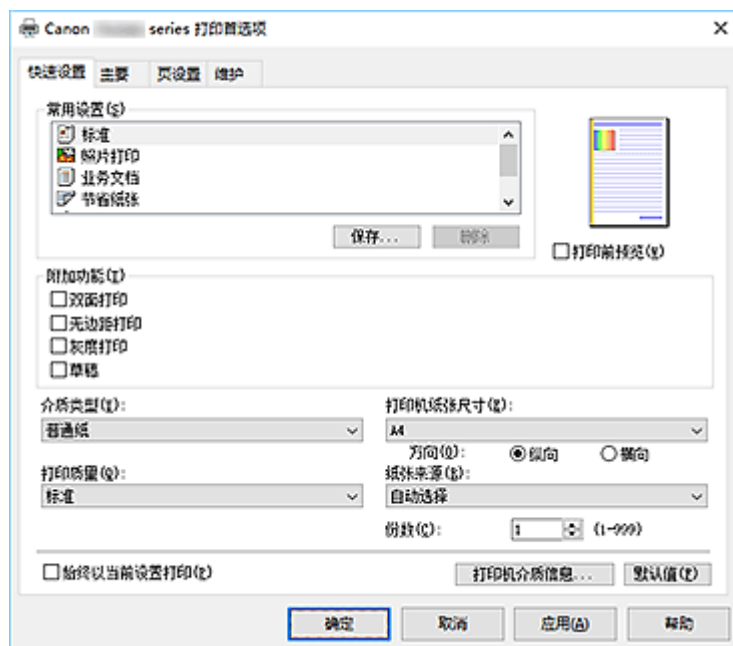 Canon series 打印首选项
快速设置 主要 页设置 维护
常用设置(S)
标准
照片打印
业务文档
节省纸张
保存... 删除
打印前预览(V)
附加功能(T)
双面打印
无边距打印
灰度打印
草稿
介质类型(Y): 打印机纸张尺寸(Z):
普通纸 A4
方向(O): 纵向 横向
打印质量(Q): 纸张来源(B):
标准 自动选择
份数(C): 1 (1-999)
始终以当前设置打印(P)
打印机介质信息... 默认值(F)
确定 取消 应用(A) 帮助